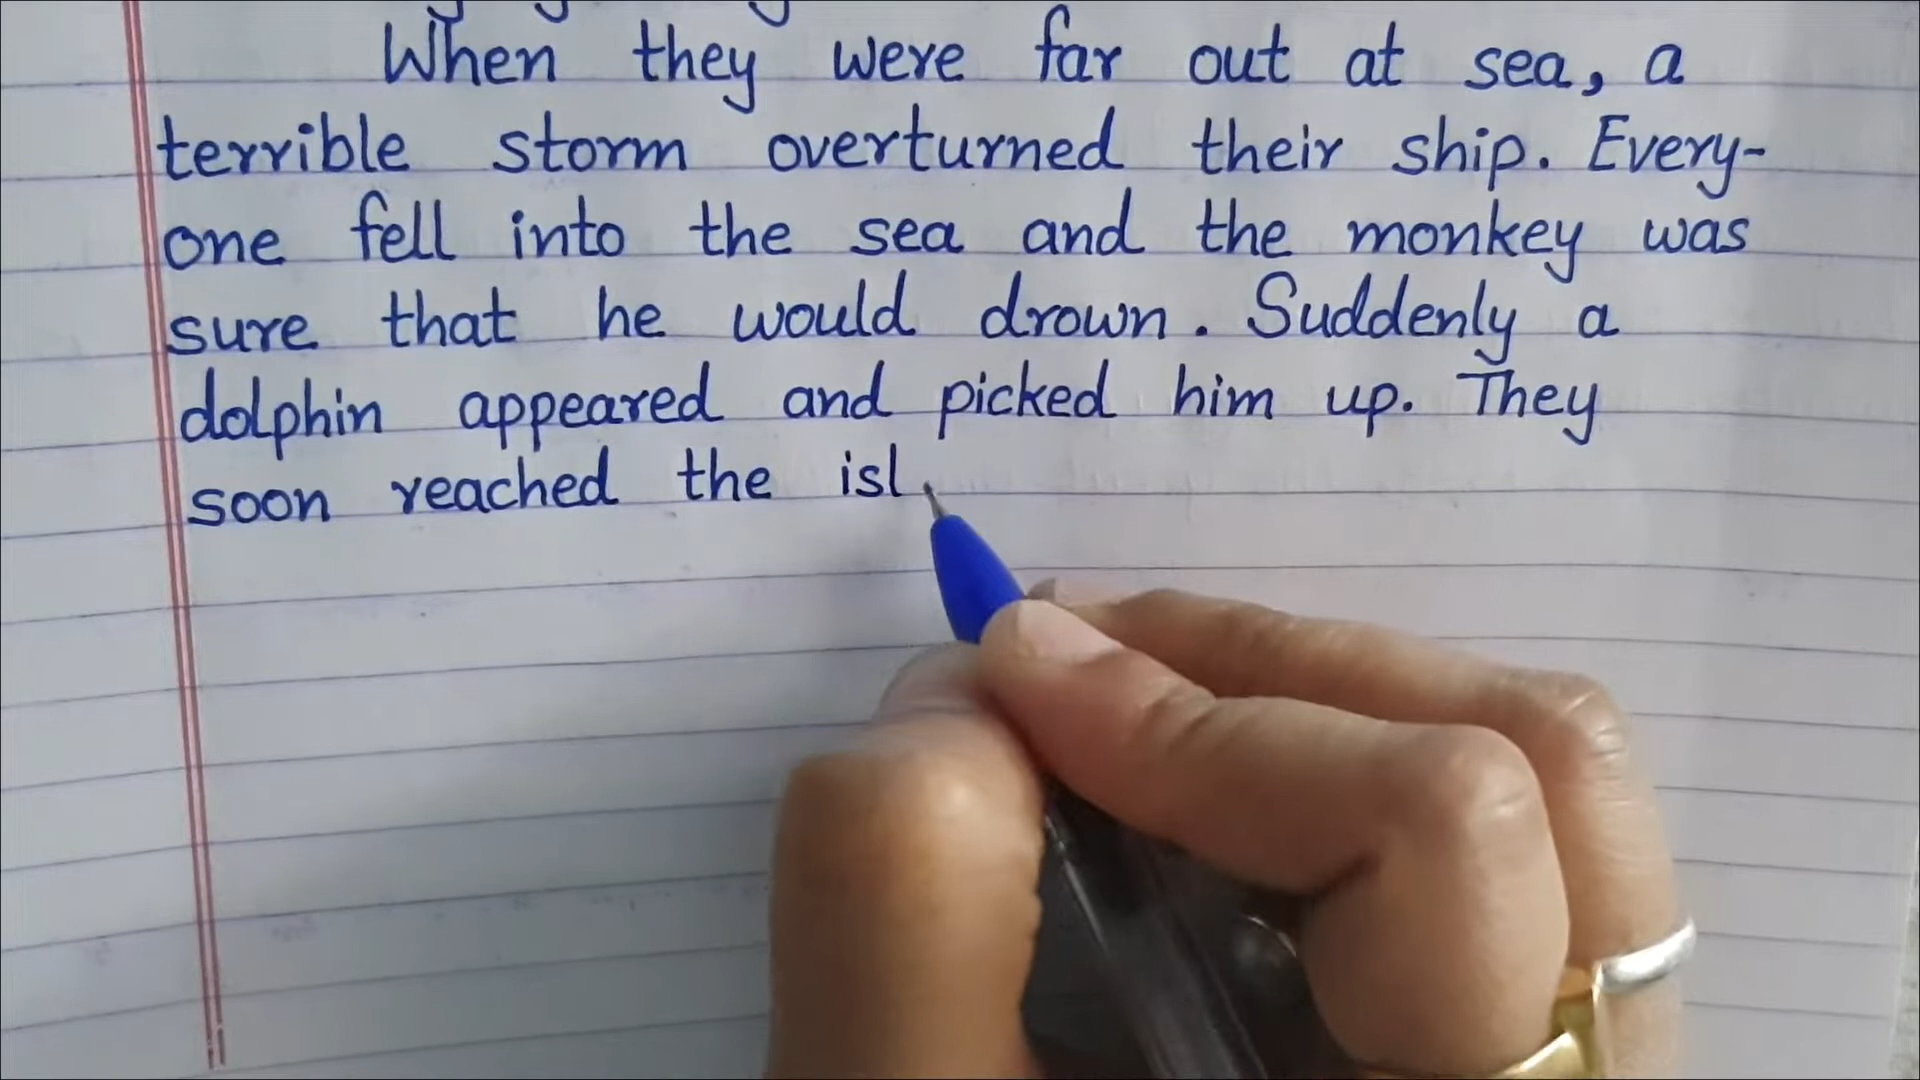 When they were far out at sea, a
terrible storm overturned their ship. Every-
one fell into the sea and the monkey was
sure that he would drown. Suddenly a
dolphin appeared and picked him up. They
soon reached the isl